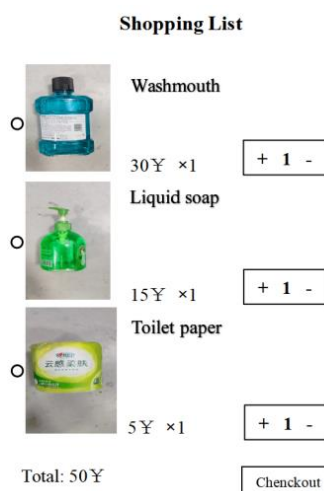 Shopping List
Washmouth
30¥ ×1
+ 1 -
Liquid soap
15¥ ×1
+ 1 -
Toilet paper
云感柔肤
5¥ ×1
+ 1 -
Total: 50¥
Chenckout